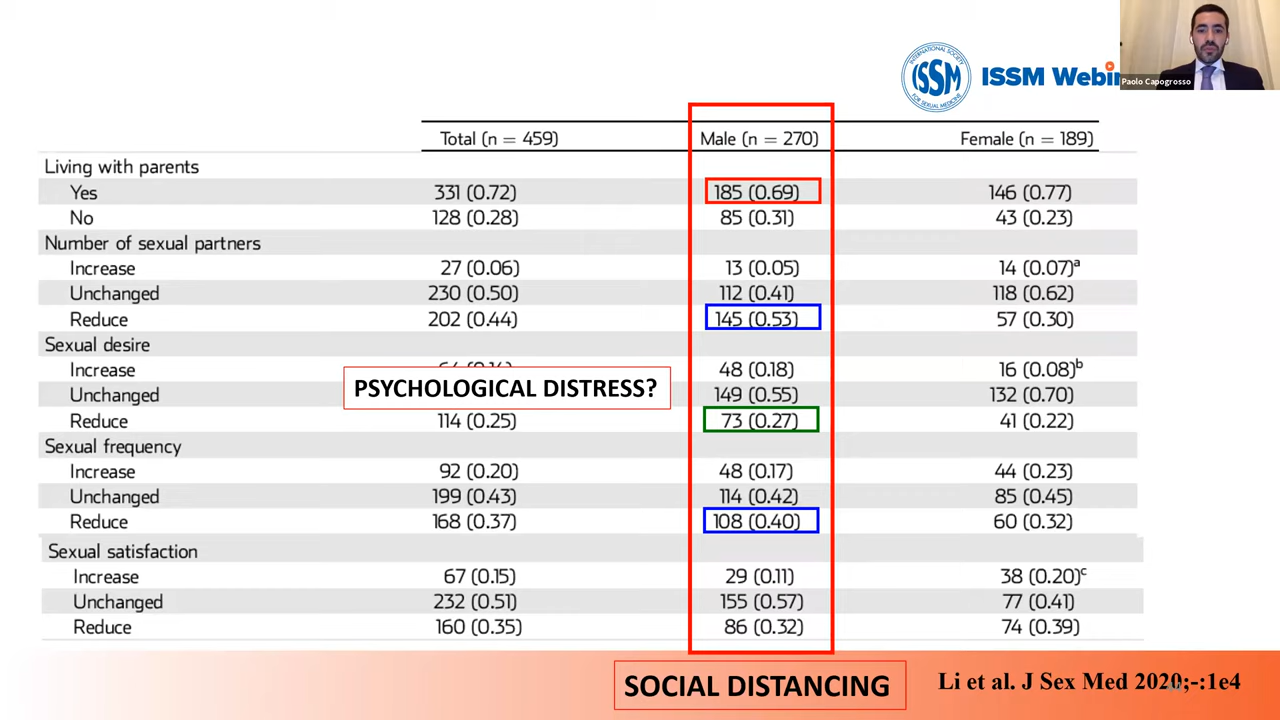 INTERNATIONAL SOCIETY
ISSM
FOR SEXUAL MEDICINE
ISSM Webin
Paolo Capogrosso
Total (n = 459) Male (n = 270) Female (n = 189)
Living with parents
Yes 331 (0.72) 185 (0.69) 146 (0.77)
No 128 (0.28) 85 (0.31) 43 (0.23)
Number of sexual partners
Increase 27 (0.06) 13 (0.05) 14 (0.07)ᵃ
Unchanged 230 (0.50) 112 (0.41) 118 (0.62)
Reduce 202 (0.44) 145 (0.53) 57 (0.30)
Sexual desire
Increase 48 (0.18) 16 (0.08)ᵇ
PSYCHOLOGICAL DISTRESS?
Unchanged 149 (0.55) 132 (0.70)
Reduce 114 (0.25) 73 (0.27) 41 (0.22)
Sexual frequency
Increase 92 (0.20) 48 (0.17) 44 (0.23)
Unchanged 199 (0.43) 114 (0.42) 85 (0.45)
Reduce 168 (0.37) 108 (0.40) 60 (0.32)
Sexual satisfaction
Increase 67 (0.15) 29 (0.11) 38 (0.20)ᶜ
Unchanged 232 (0.51) 155 (0.57) 77 (0.41)
Reduce 160 (0.35) 86 (0.32) 74 (0.39)
SOCIAL DISTANCING
Li et al. J Sex Med 2020;-:1e4